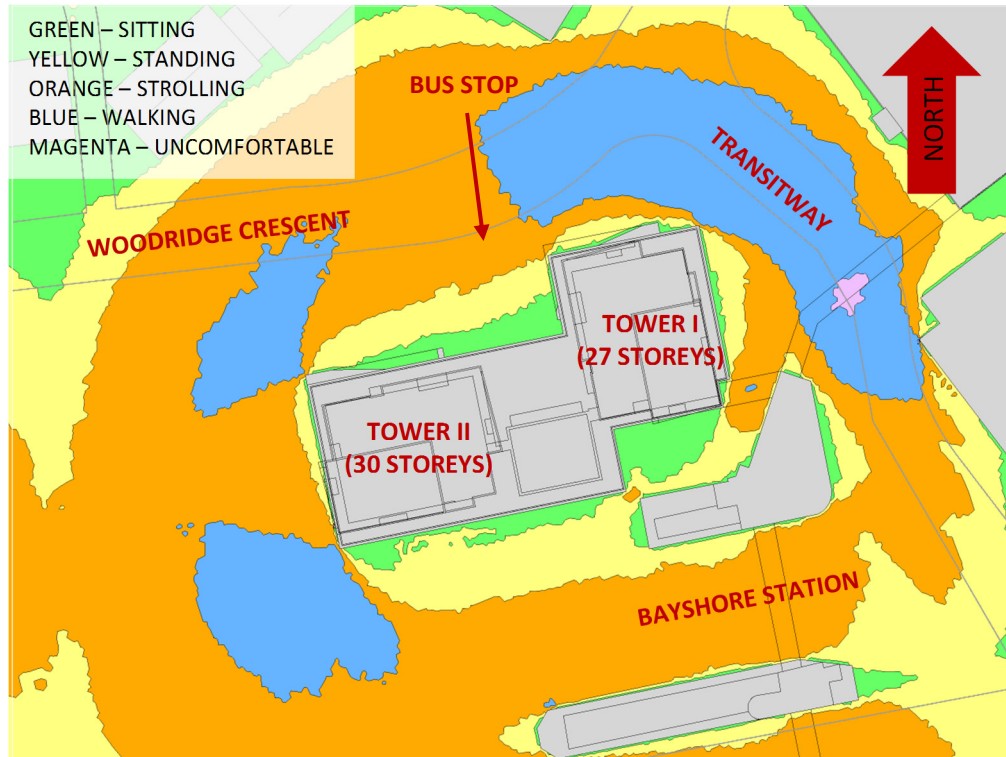 GREEN – SITTING
YELLOW – STANDING
ORANGE – STROLLING
BLUE – WALKING
MAGENTA – UNCOMFORTABLE
BUS STOP
NORTH
TRANSITWAY
WOODRIDGE CRESCENT
TOWER I
(27 STOREYS)
TOWER II
(30 STOREYS)
BAYSHORE STATION